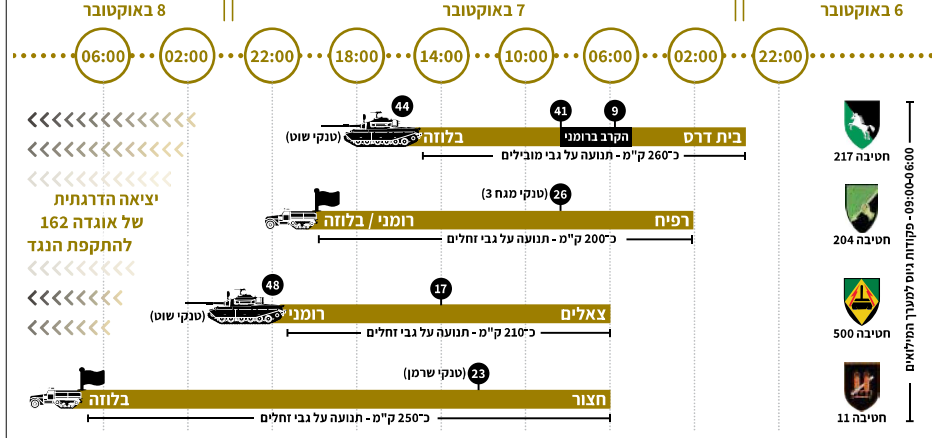 6 באוקטובר
7 באוקטובר
8 באוקטובר
22:00
02:00
06:00
10:00
14:00
18:00
22:00
02:00
06:00
09:00-06:00 - פקודות גיוס למערך המילואים
חטיבה 217
בית דרס
9
הקרב ברומני
41
בלוזה
44
(טנקי שוט)
כ־260 ק"מ - תנועה על גבי מובילים
חטיבה 204
רפיח
26
(טנקי מגח 3)
רומני / בלוזה
כ־200 ק"מ - תנועה על גבי זחלים
יציאה הדרגתית
של אוגדה 162
להתקפת הנגד
חטיבה 500
צאלים
17
רומני
48
(טנקי שוט)
כ־210 ק"מ - תנועה על גבי זחלים
חטיבה 11
חצור
23
(טנקי שרמן)
בלוזה
כ־250 ק"מ - תנועה על גבי זחלים